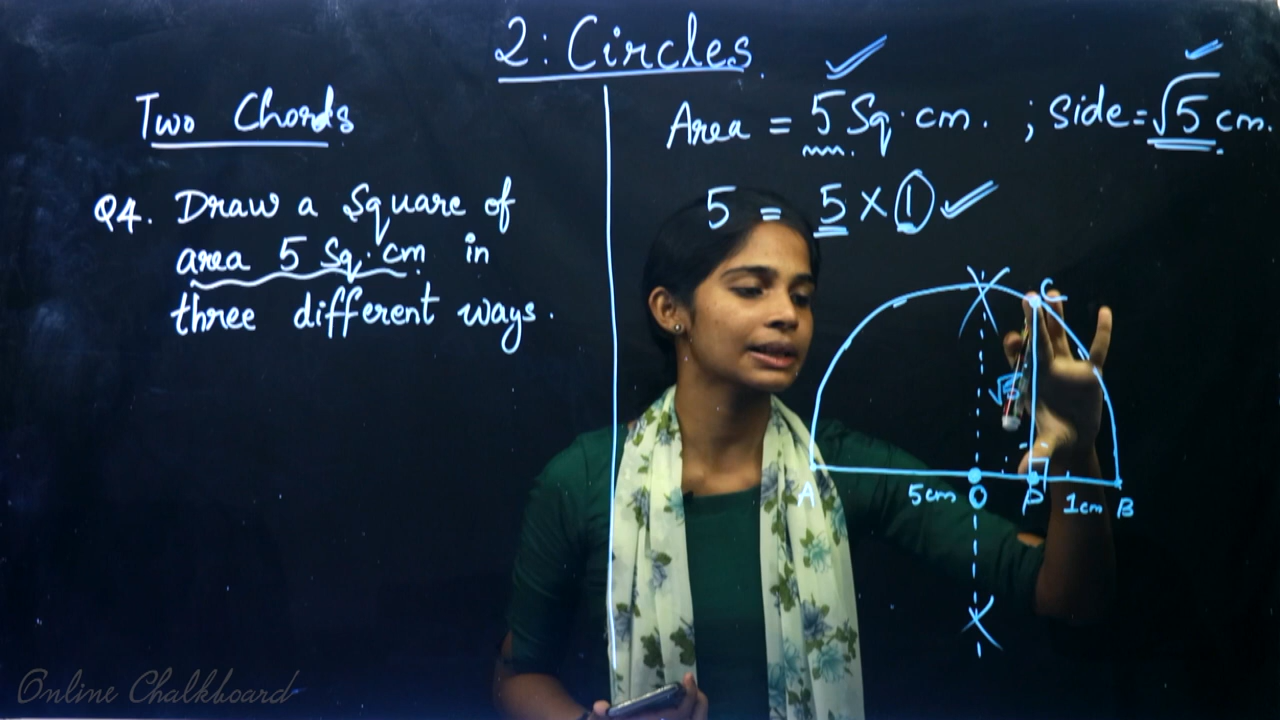 2: Circles.
Two Chords
Q4. Draw a Square of
area 5 Sq.cm in
three different ways.
Area = 5 Sq.cm. ; Side = √5 cm.
5 = 5 × 1
C
√5
A 5cm O P 1cm B
Online Chalkboard